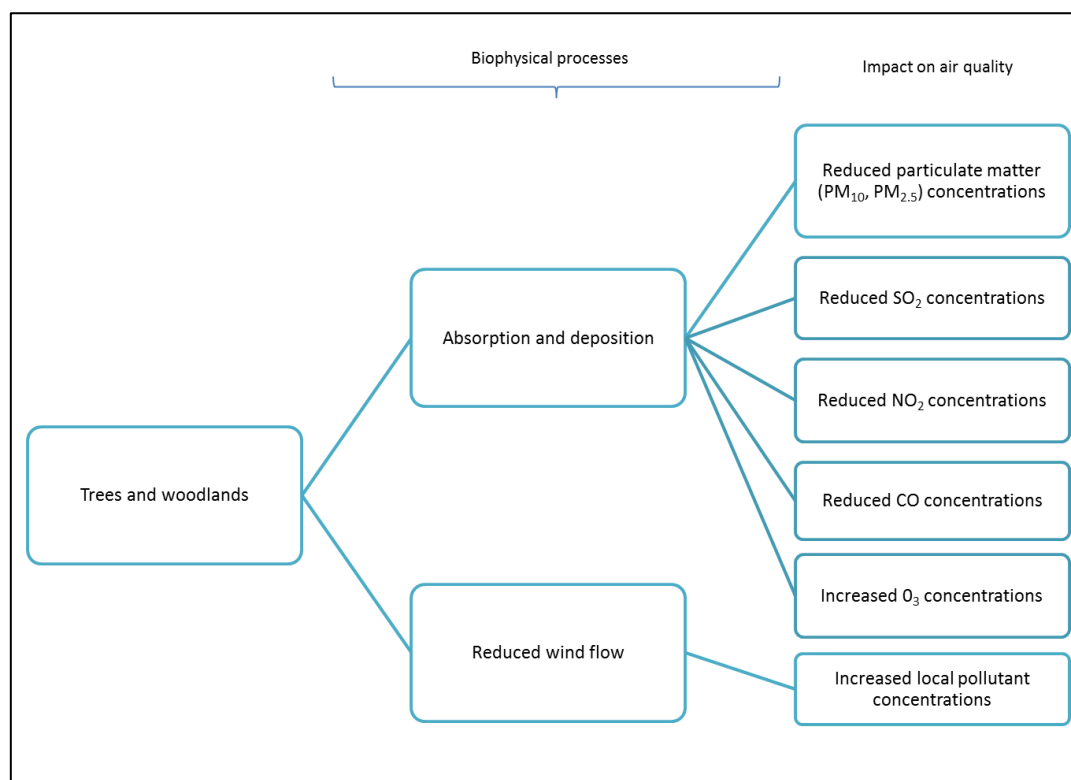 Biophysical processes
Impact on air quality
Reduced particulate matter
(PM₁₀, PM₂.₅) concentrations
Reduced SO₂ concentrations
Absorption and deposition
Reduced NO₂ concentrations
Trees and woodlands
Reduced CO concentrations
Increased 0₃ concentrations
Reduced wind flow
Increased local pollutant
concentrations